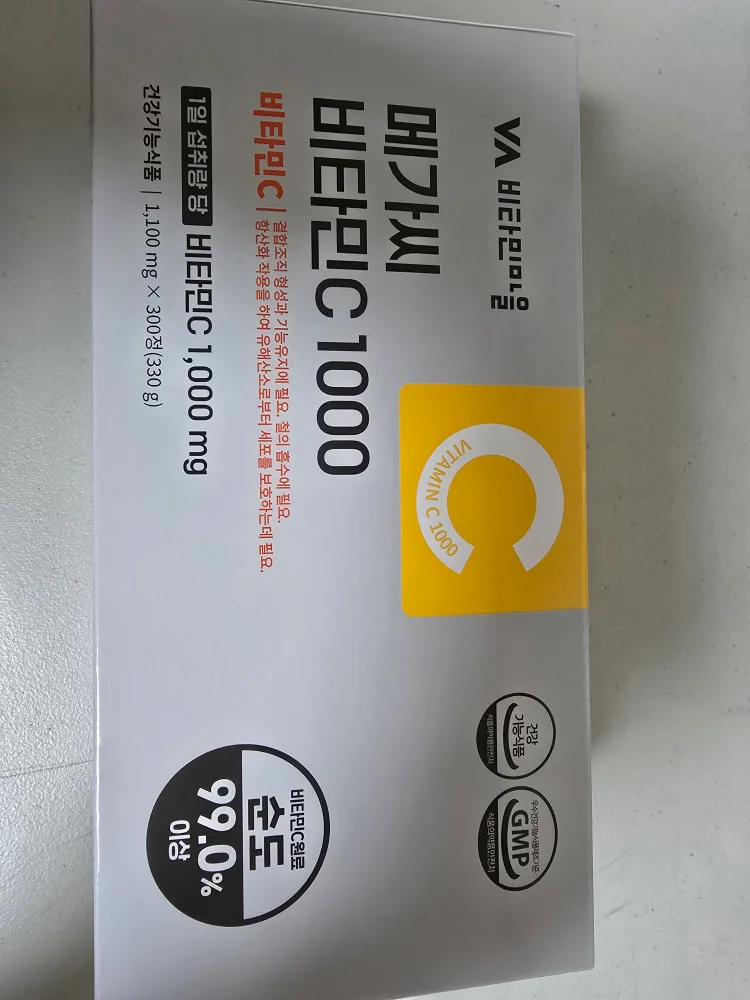 VA 비타민마을
메가씨
비타민C 1000
비타민C
결합조직 형성과 기능유지에 필요. 철의 흡수에 필요.
항산화 작용을 하여 유해산소로부터 세포를 보호하는데 필요.
1일 섭취량 당 비타민C 1,000 mg
건강기능식품 | 1,100 mg × 300정(330 g)
VITAMIN C 1000
건강
기능식품
식품의약품안전처
우수건강기능식품제조기준
GMP
식품의약품안전처
비타민C원료
순도
99.0%
이상